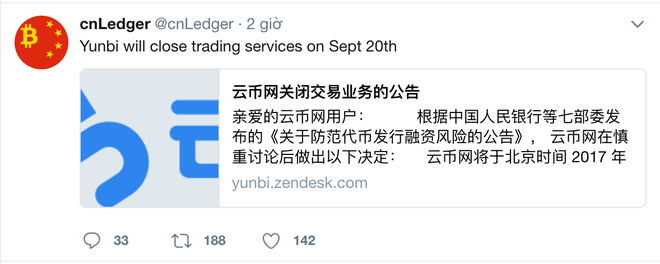 cnLedger @cnLedger · 2 giờ
Yunbi will close trading services on Sept 20th
云币网关闭交易业务的公告
亲爱的云币网用户： 根据中国人民银行等七部委发
布的《关于防范代币发行融资风险的公告》，云币网在慎
重讨论后做出以下决定： 云币网将于北京时间 2017 年
yunbi.zendesk.com
33 188 142